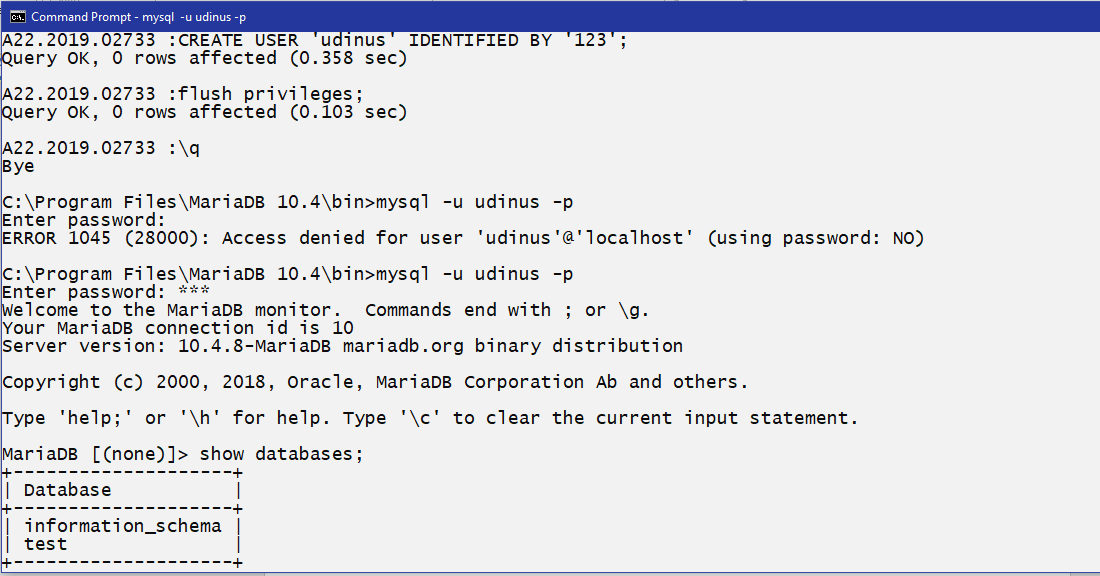 Command Prompt - mysql  -u udinus -p
A22.2019.02733 :CREATE USER 'udinus' IDENTIFIED BY '123';
Query OK, 0 rows affected (0.358 sec)
A22.2019.02733 :flush privileges;
Query OK, 0 rows affected (0.103 sec)
A22.2019.02733 :\q
Bye
C:\Program Files\MariaDB 10.4\bin>mysql -u udinus -p
Enter password:
ERROR 1045 (28000): Access denied for user 'udinus'@'localhost' (using password: NO)
C:\Program Files\MariaDB 10.4\bin>mysql -u udinus -p
Enter password: ***
Welcome to the MariaDB monitor.  Commands end with ; or \g.
Your MariaDB connection id is 10
Server version: 10.4.8-MariaDB mariadb.org binary distribution
Copyright (c) 2000, 2018, Oracle, MariaDB Corporation Ab and others.
Type 'help;' or '\h' for help. Type '\c' to clear the current input statement.
MariaDB [(none)]> show databases;
+--------------------+
| Database           |
+--------------------+
| information_schema |
| test               |
+--------------------+